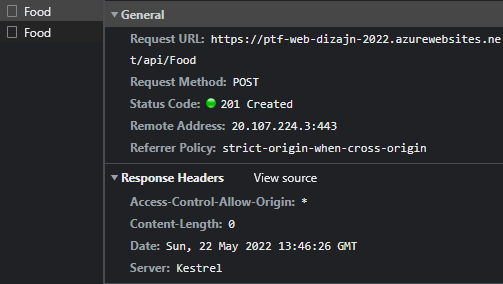 Food
Food
General
Request URL: https://ptf-web-dizajn-2022.azurewebsites.ne
t/api/Food
Request Method: POST
Status Code: 201 Created
Remote Address: 20.107.224.3:443
Referrer Policy: strict-origin-when-cross-origin
Response Headers View source
Access-Control-Allow-Origin: *
Content-Length: 0
Date: Sun, 22 May 2022 13:46:26 GMT
Server: Kestrel